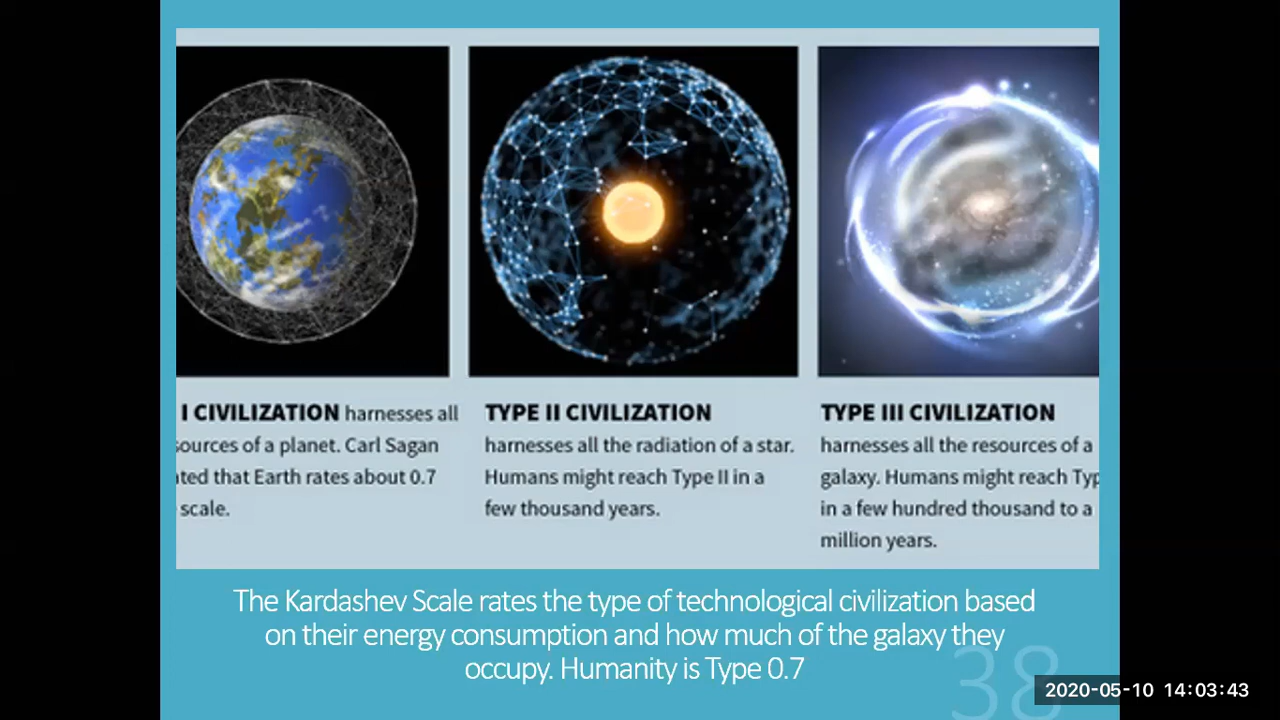 I CIVILIZATION harnesses all
sources of a planet. Carl Sagan
ated that Earth rates about 0.7
scale.
TYPE II CIVILIZATION
harnesses all the radiation of a star.
Humans might reach Type II in a
few thousand years.
TYPE III CIVILIZATION
harnesses all the resources of a
galaxy. Humans might reach Typ
in a few hundred thousand to a
million years.
The Kardashev Scale rates the type of technological civilization based
on their energy consumption and how much of the galaxy they
occupy. Humanity is Type 0.7
38
2020-05-10 14:03:43